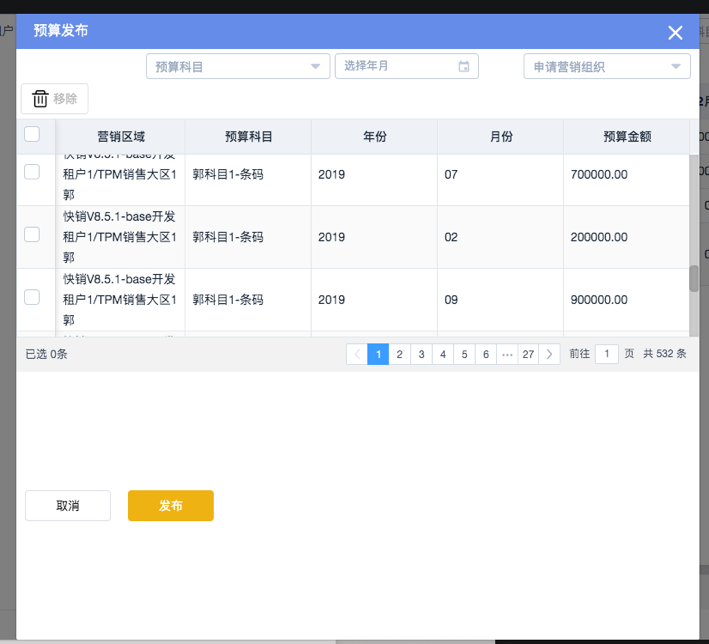 预算发布
预算科目 选择年月 申请营销组织
移除
营销区域 预算科目 年份 月份 预算金额
快销V8.5.1-base开发
租户1/TPM销售大区1 郭科目1-条码 2019 07 700000.00
郭
快销V8.5.1-base开发
租户1/TPM销售大区1 郭科目1-条码 2019 02 200000.00
郭
快销V8.5.1-base开发
租户1/TPM销售大区1 郭科目1-条码 2019 09 900000.00
郭
已选 0条 1 2 3 4 5 6 ··· 27 前往 1 页 共 532 条
取消 发布